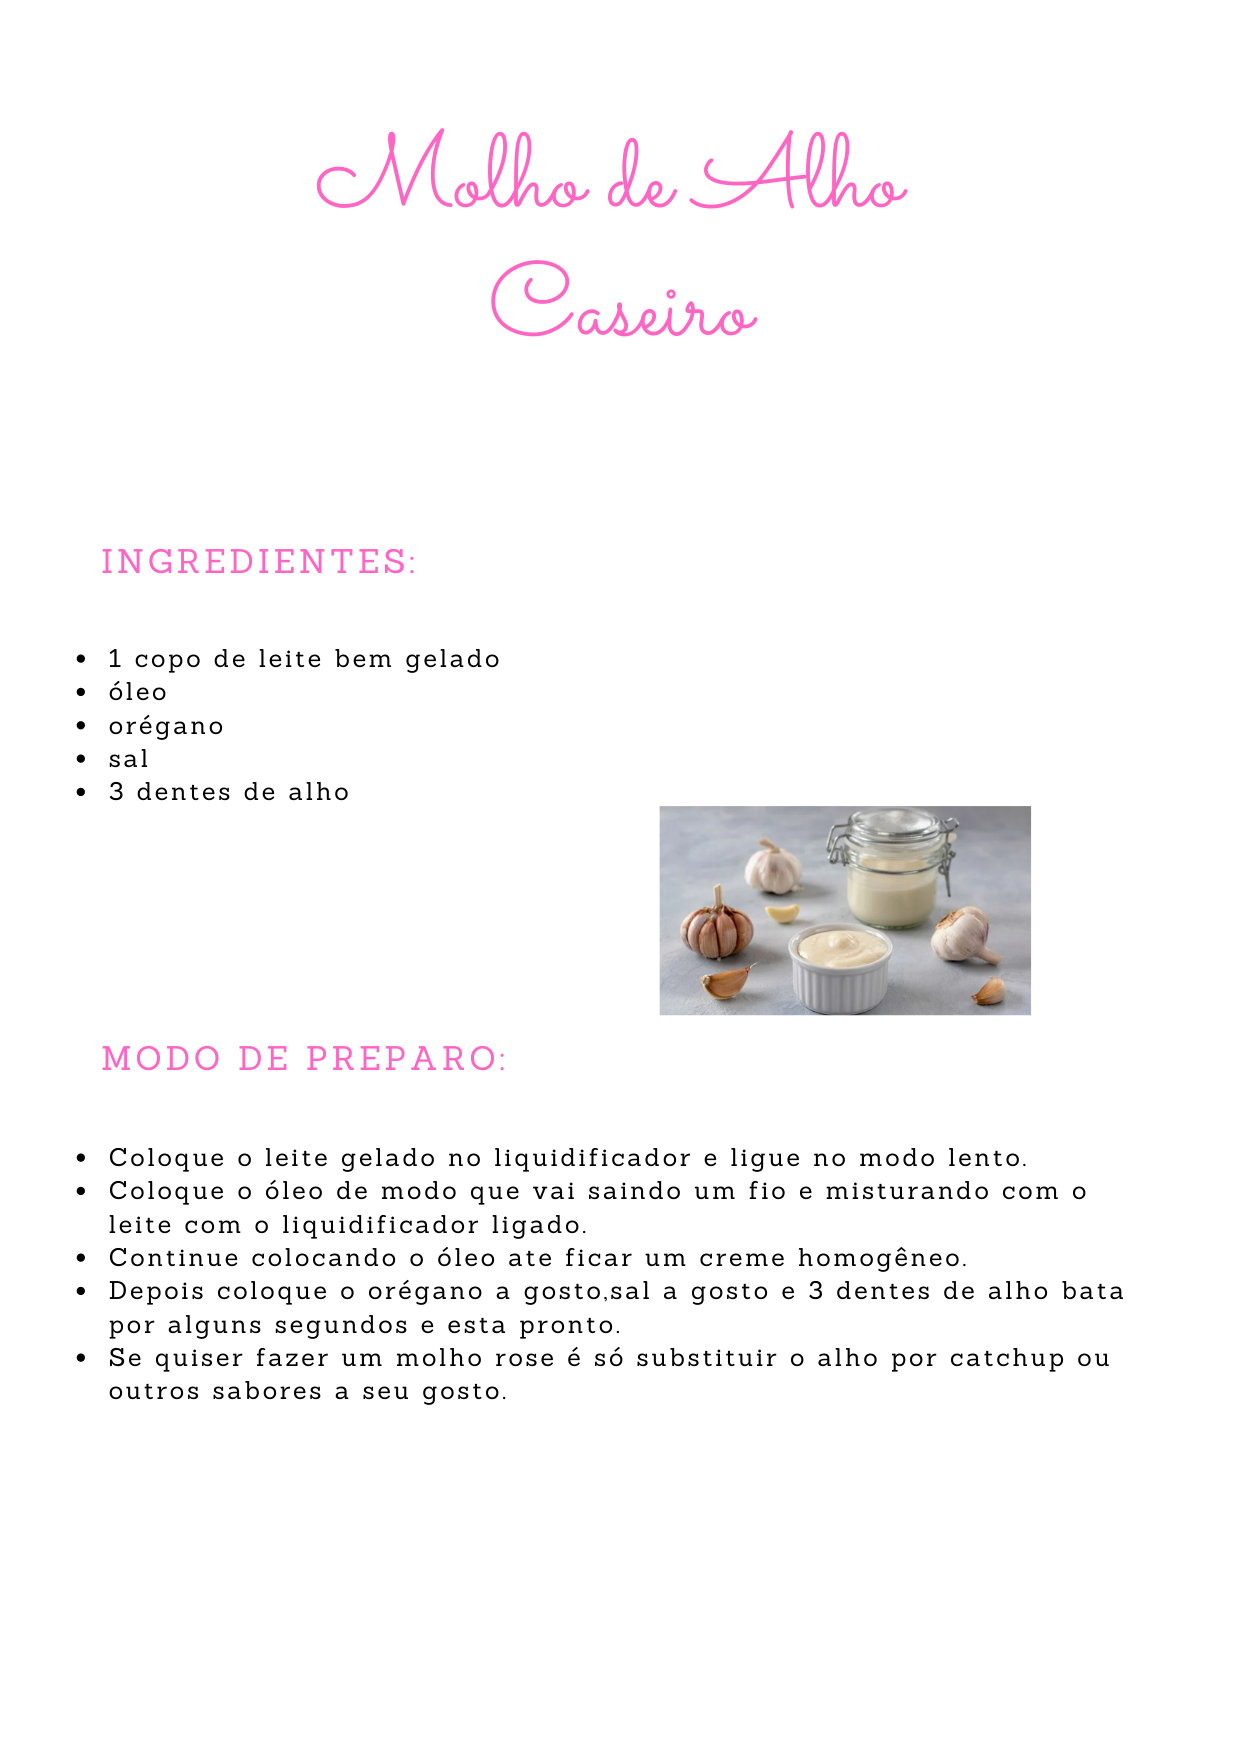 Molho de Alho
Caseiro
INGREDIENTES:
• 1 copo de leite bem gelado
• óleo
• orégano
• sal
• 3 dentes de alho
MODO DE PREPARO:
• Coloque o leite gelado no liquidificador e ligue no modo lento.
• Coloque o óleo de modo que vai saindo um fio e misturando com o
leite com o liquidificador ligado.
• Continue colocando o óleo ate ficar um creme homogêneo.
• Depois coloque o orégano a gosto,sal a gosto e 3 dentes de alho bata
por alguns segundos e esta pronto.
• Se quiser fazer um molho rose é só substituir o alho por catchup ou
outros sabores a seu gosto.